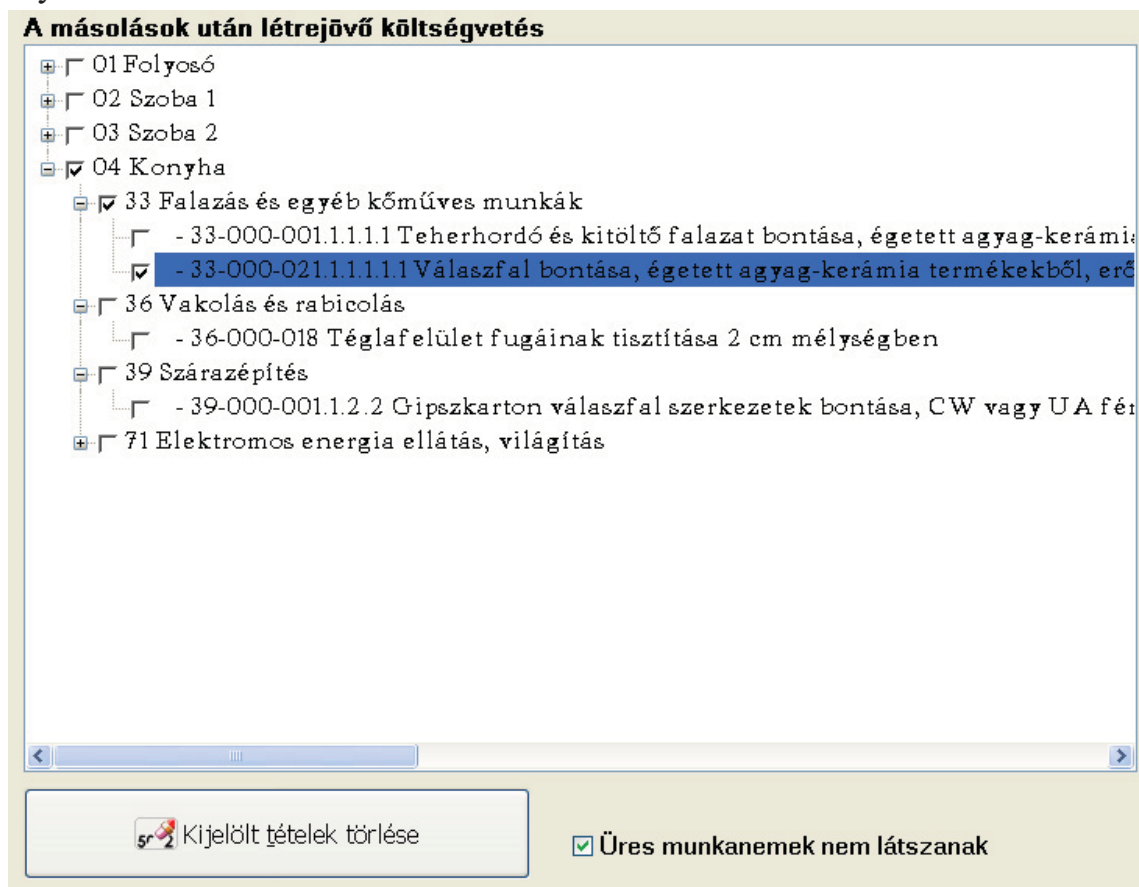 A másolások után létrejövő költségvetés
01 Folyosó
02 Szoba 1
03 Szoba 2
04 Konyha
33 Falazás és egyéb kőműves munkák
- 33-000-001.1.1.1.1 Teherhordó és kitöltő falazat bontása, égetett agyag-kerámia
- 33-000-021.1.1.1.1.1 Válaszfal bontása, égetett agyag-kerámia termékekből, erő
36 Vakolás és rabicolás
- 36-000-018 Téglafelület fugáinak tisztítása 2 cm mélységben
39 Szárazépítés
- 39-000-001.1.2.2 Gipszkarton válaszfal szerkezetek bontása, CW vagy UA fé
71 Elektromos energia ellátás, világítás
Kijelölt tételek törlése
Üres munkanemek nem látszanak